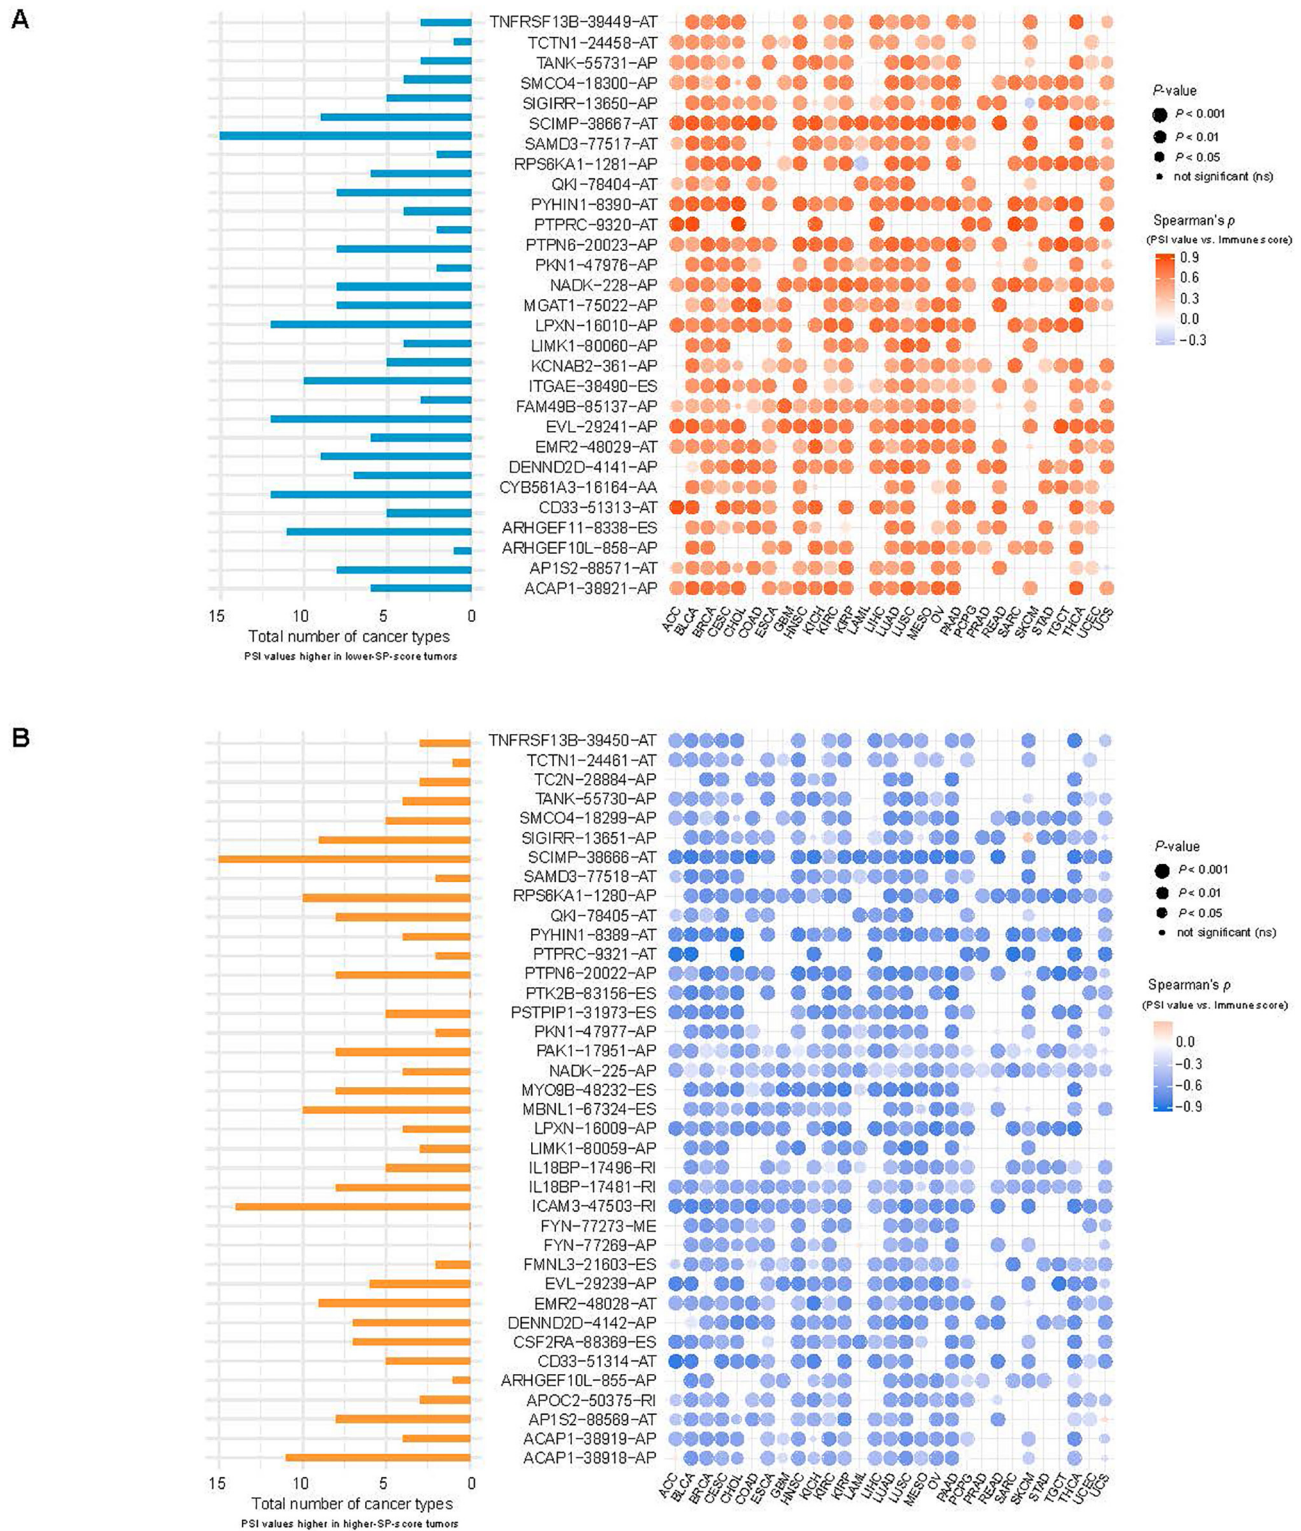 A
TNFRSF13B-39449-AT
TCTN1-24458-AT
TANK-55731-AP
SMCO4-18300-AP
SIGIRR-13650-AP
SCIMP-38667-AT
SAMD3-77517-AT
RPS6KA1-1281-AP
QKI-78404-AT
PYHIN1-8390-AT
PTPRC-9320-AT
PTPN6-20023-AP
PKN1-47976-AP
NADK-228-AP
MGAT1-75022-AP
LPXN-16010-AP
LIMK1-80060-AP
KCNAB2-361-AP
ITGAE-38490-ES
FAM49B-85137-AP
EVL-29241-AP
EMR2-48029-AT
DENND2D-4141-AP
CYB561A3-16164-AA
CD33-51313-AT
ARHGEF11-8338-ES
ARHGEF10L-858-AP
AP1S2-88571-AT
ACAP1-38921-AP
15 10 5 0
Total number of cancer types
PSI values higher in lower-SP-score tumors
ACC BLCA BRCA CESC CHOL COAD ESCA GBM HNSC KICH KIRC KIRP LAML LIHC LUAD LUSC MESO OV PAAD PCPG PRAD READ SARC SKCM STAD TGCT THCA UCEC UCS
P-value
P < 0.001
P < 0.01
P < 0.05
not significant (ns)
Spearman's ρ
(PSI value vs. Immune score)
0.9
0.6
0.3
0.0
-0.3
B
TNFRSF13B-39450-AT
TCTN1-24461-AT
TC2N-28884-AP
TANK-55730-AP
SMCO4-18299-AP
SIGIRR-13651-AP
SCIMP-38666-AT
SAMD3-77518-AT
RPS6KA1-1280-AP
QKI-78405-AT
PYHIN1-8389-AT
PTPRC-9321-AT
PTPN6-20022-AP
PTK2B-83156-ES
PSTPIP1-31973-ES
PKN1-47977-AP
PAK1-17951-AP
NADK-225-AP
MYO9B-48232-ES
MBNL1-67324-ES
LPXN-16009-AP
LIMK1-80059-AP
IL18BP-17496-RI
IL18BP-17481-RI
ICAM3-47503-RI
FYN-77273-ME
FYN-77269-AP
FMNL3-21603-ES
EVL-29239-AP
EMR2-48028-AT
DENND2D-4142-AP
CSF2RA-88369-ES
CD33-51314-AT
ARHGEF10L-855-AP
APOC2-50375-RI
AP1S2-88569-AT
ACAP1-38919-AP
ACAP1-38918-AP
15 10 5 0
Total number of cancer types
PSI values higher in higher-SP-score tumors
ACC BLCA BRCA CESC CHOL COAD ESCA GBM HNSC KICH KIRC KIRP LAML LIHC LUAD LUSC MESO OV PAAD PCPG PRAD READ SARC SKCM STAD TGCT THCA UCEC UCS
P-value
P < 0.001
P < 0.01
P < 0.05
not significant (ns)
Spearman's ρ
(PSI value vs. Immune score)
0.0
-0.3
-0.6
-0.9